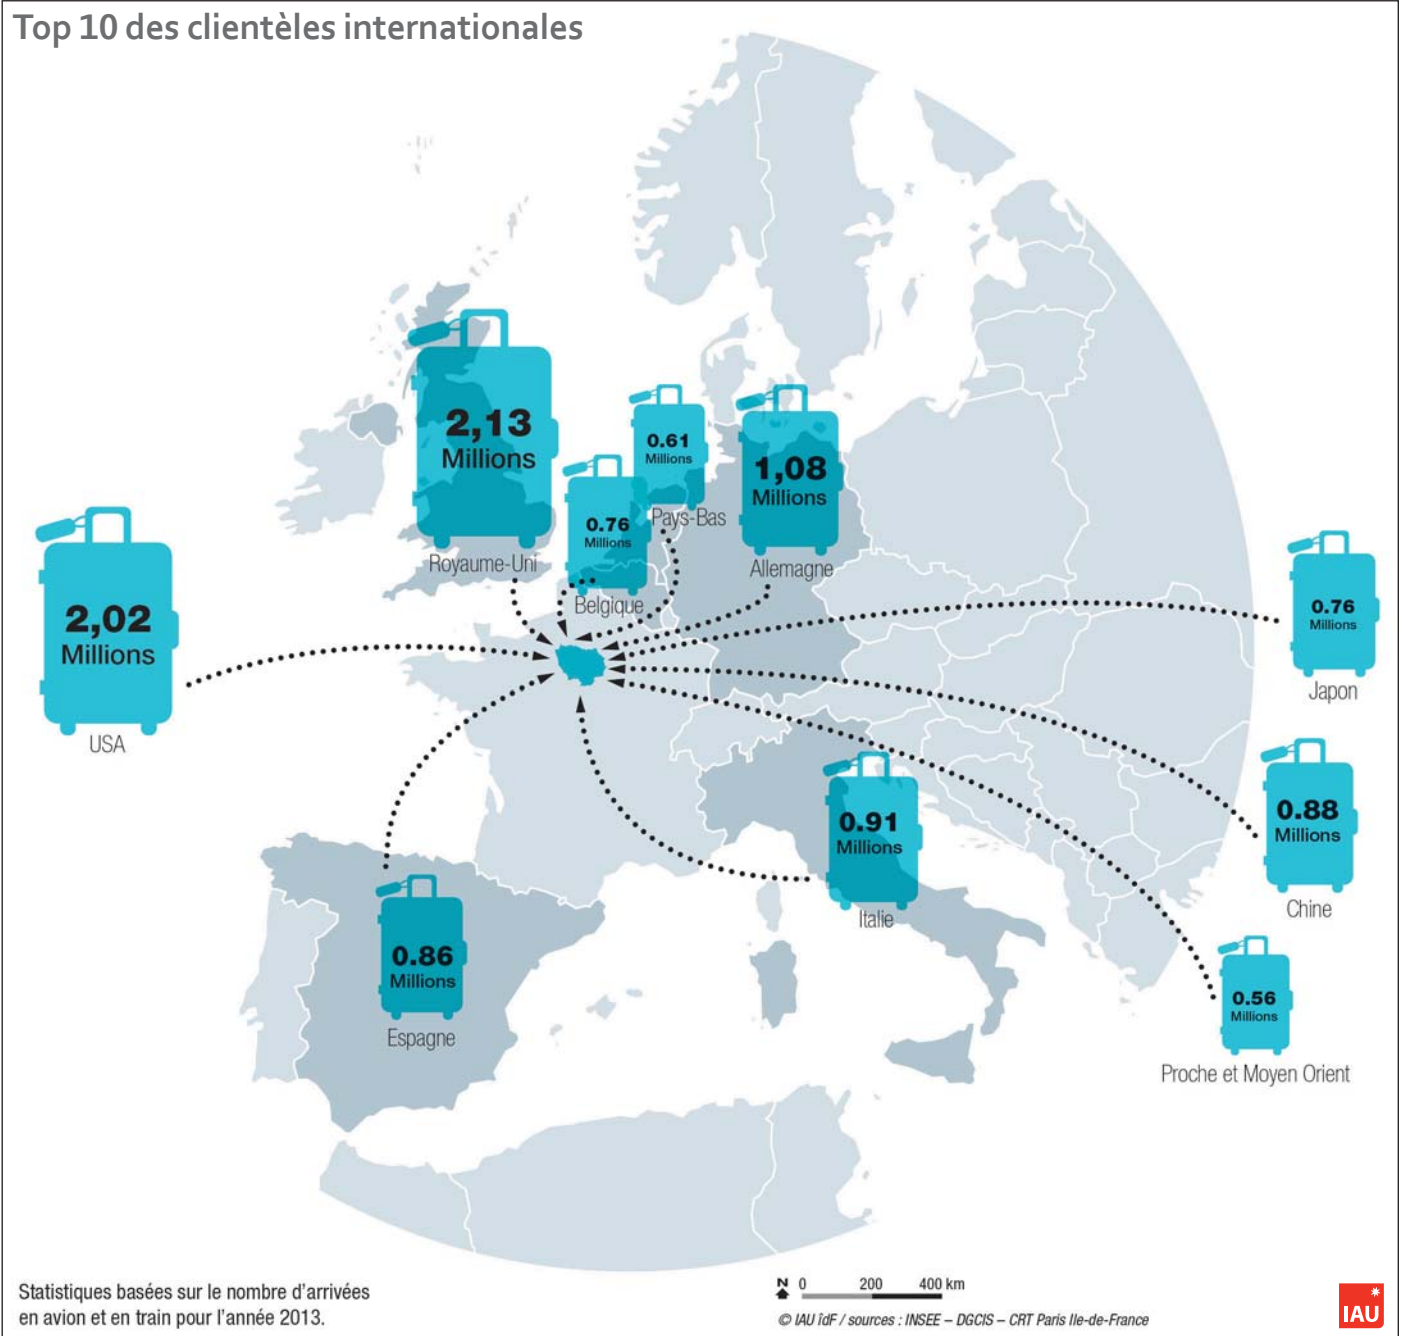 Top 10 des clientèles internationales
2,13
Millions
Royaume-Uni
0.61
Millions
Pays-Bas
1,08
Millions
Allemagne
0.76
Millions
Belgique
2,02
Millions
USA
0.76
Millions
Japon
0.88
Millions
Chine
0.91
Millions
Italie
0.86
Millions
Espagne
0.56
Millions
Proche et Moyen Orient
Statistiques basées sur le nombre d'arrivées
en avion et en train pour l'année 2013.
N 0 200 400 km
© IAU îdF / sources : INSEE – DGCIS – CRT Paris Ile-de-France
IAU